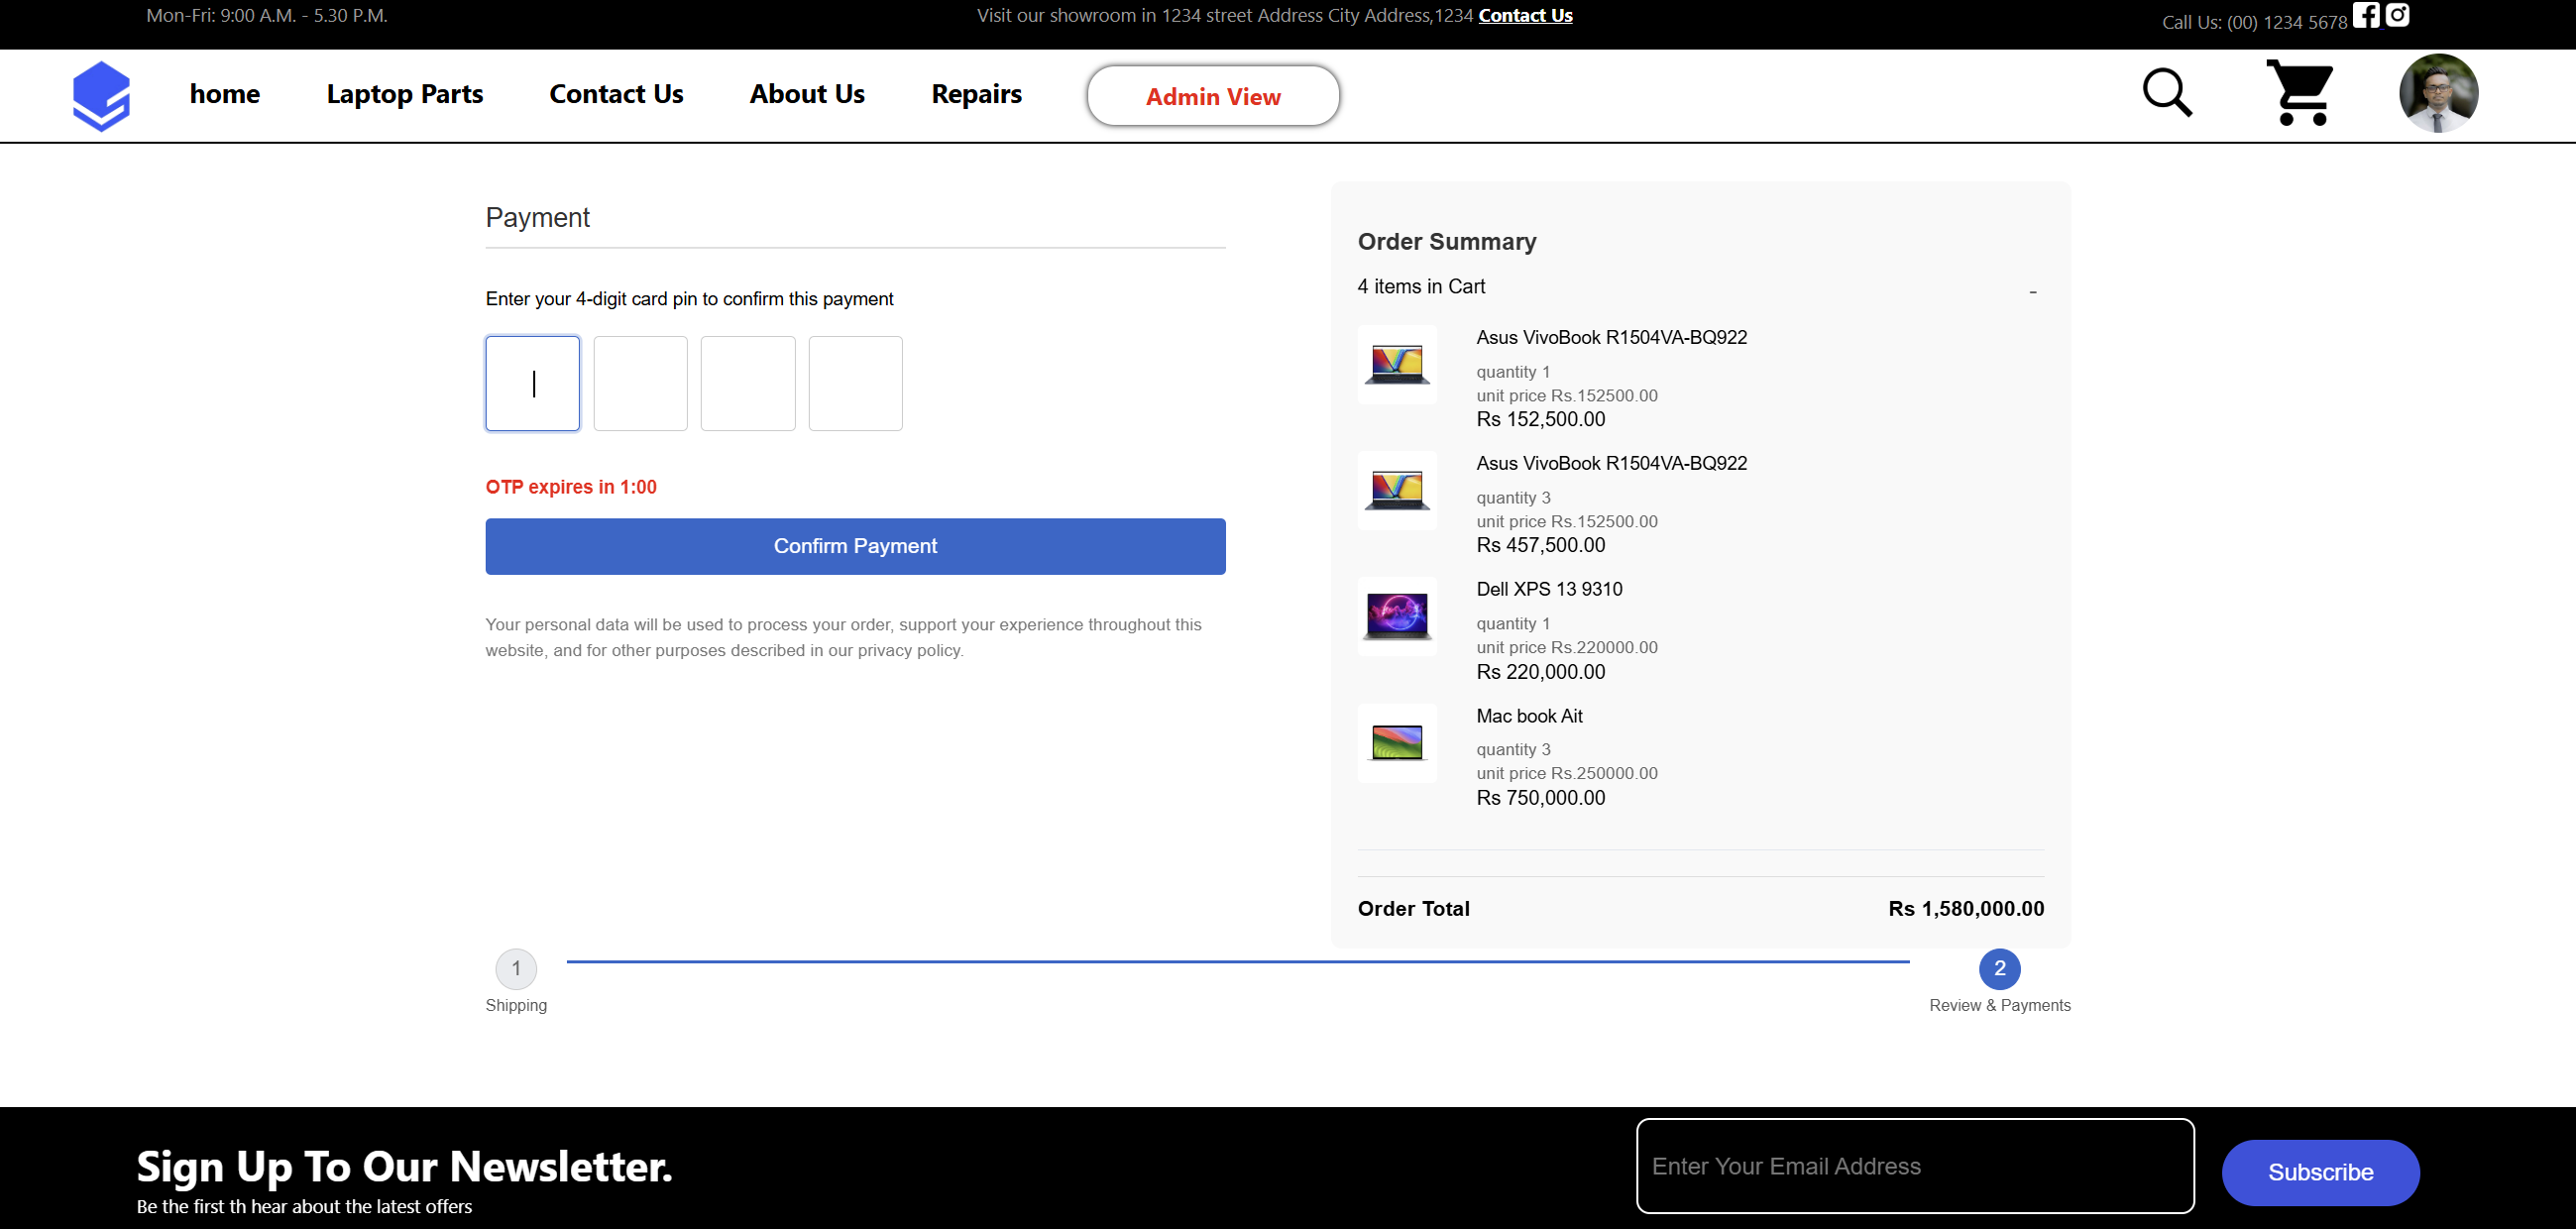 Mon-Fri: 9:00 A.M. - 5.30 P.M.
Visit our showroom in 1234 street Address City Address,1234 Contact Us
Call Us: (00) 1234 5678
home
Laptop Parts
Contact Us
About Us
Repairs
Admin View
Payment
Enter your 4-digit card pin to confirm this payment
OTP expires in 1:00
Confirm Payment
Your personal data will be used to process your order, support your experience throughout this
website, and for other purposes described in our privacy policy.
Order Summary
4 items in Cart
-
Asus VivoBook R1504VA-BQ922
quantity 1
unit price Rs.152500.00
Rs 152,500.00
Asus VivoBook R1504VA-BQ922
quantity 3
unit price Rs.152500.00
Rs 457,500.00
Dell XPS 13 9310
quantity 1
unit price Rs.220000.00
Rs 220,000.00
Mac book Ait
quantity 3
unit price Rs.250000.00
Rs 750,000.00
Order Total
Rs 1,580,000.00
1
Shipping
2
Review & Payments
Sign Up To Our Newsletter.
Be the first th hear about the latest offers
Enter Your Email Address
Subscribe